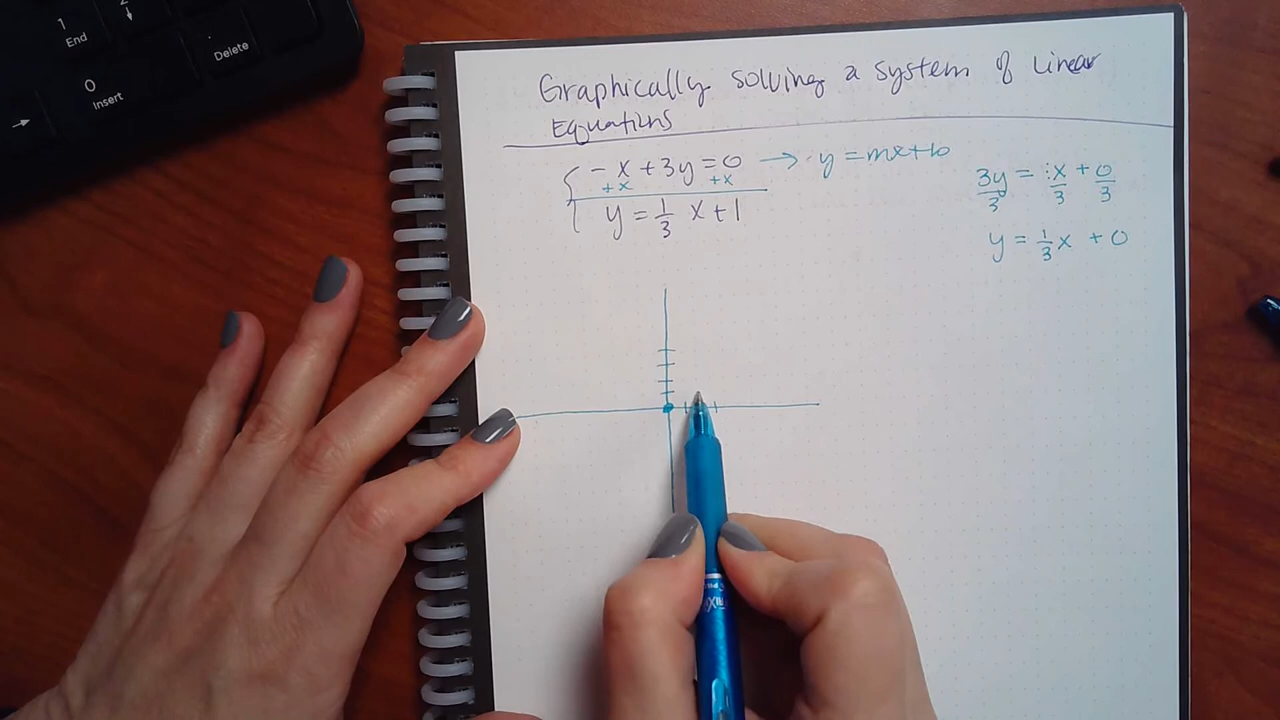 1
End
2
↓
.
Delete
0
Insert
→
Graphically solving a system of linear
Equations
-x + 3y = 0 → y = mx+b
+x +x
y = 1/3 x + 1
3y/3 = x/3 + 0/3
y = 1/3 x + 0